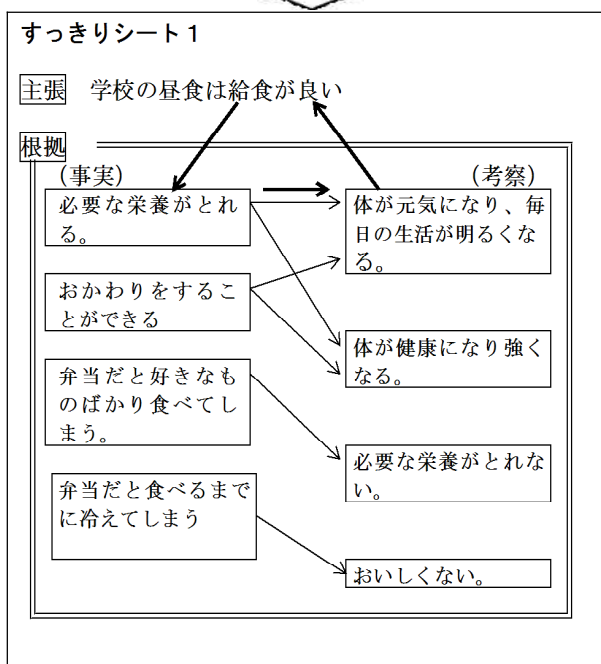 すっきりシート1
主張 学校の昼食は給食が良い
根拠
(事実)
(考察)
必要な栄養がとれ
る。
体が元気になり、毎
日の生活が明るくな
る。
おかわりをするこ
とができる
体が健康になり強く
なる。
弁当だと好きなも
のばかり食べてし
まう。
必要な栄養がとれな
い。
弁当だと食べるまで
に冷えてしまう
おいしくない。